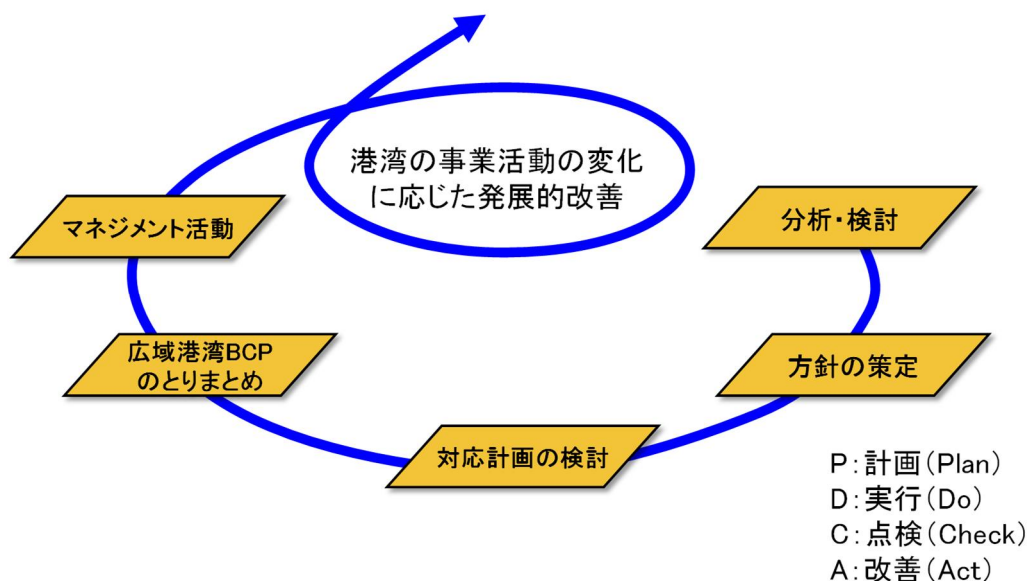 港湾の事業活動の変化
に応じた発展的改善
マネジメント活動
分析・検討
広域港湾BCP
のとりまとめ
方針の策定
対応計画の検討
P:計画(Plan)
D:実行(Do)
C:点検(Check)
A:改善(Act)